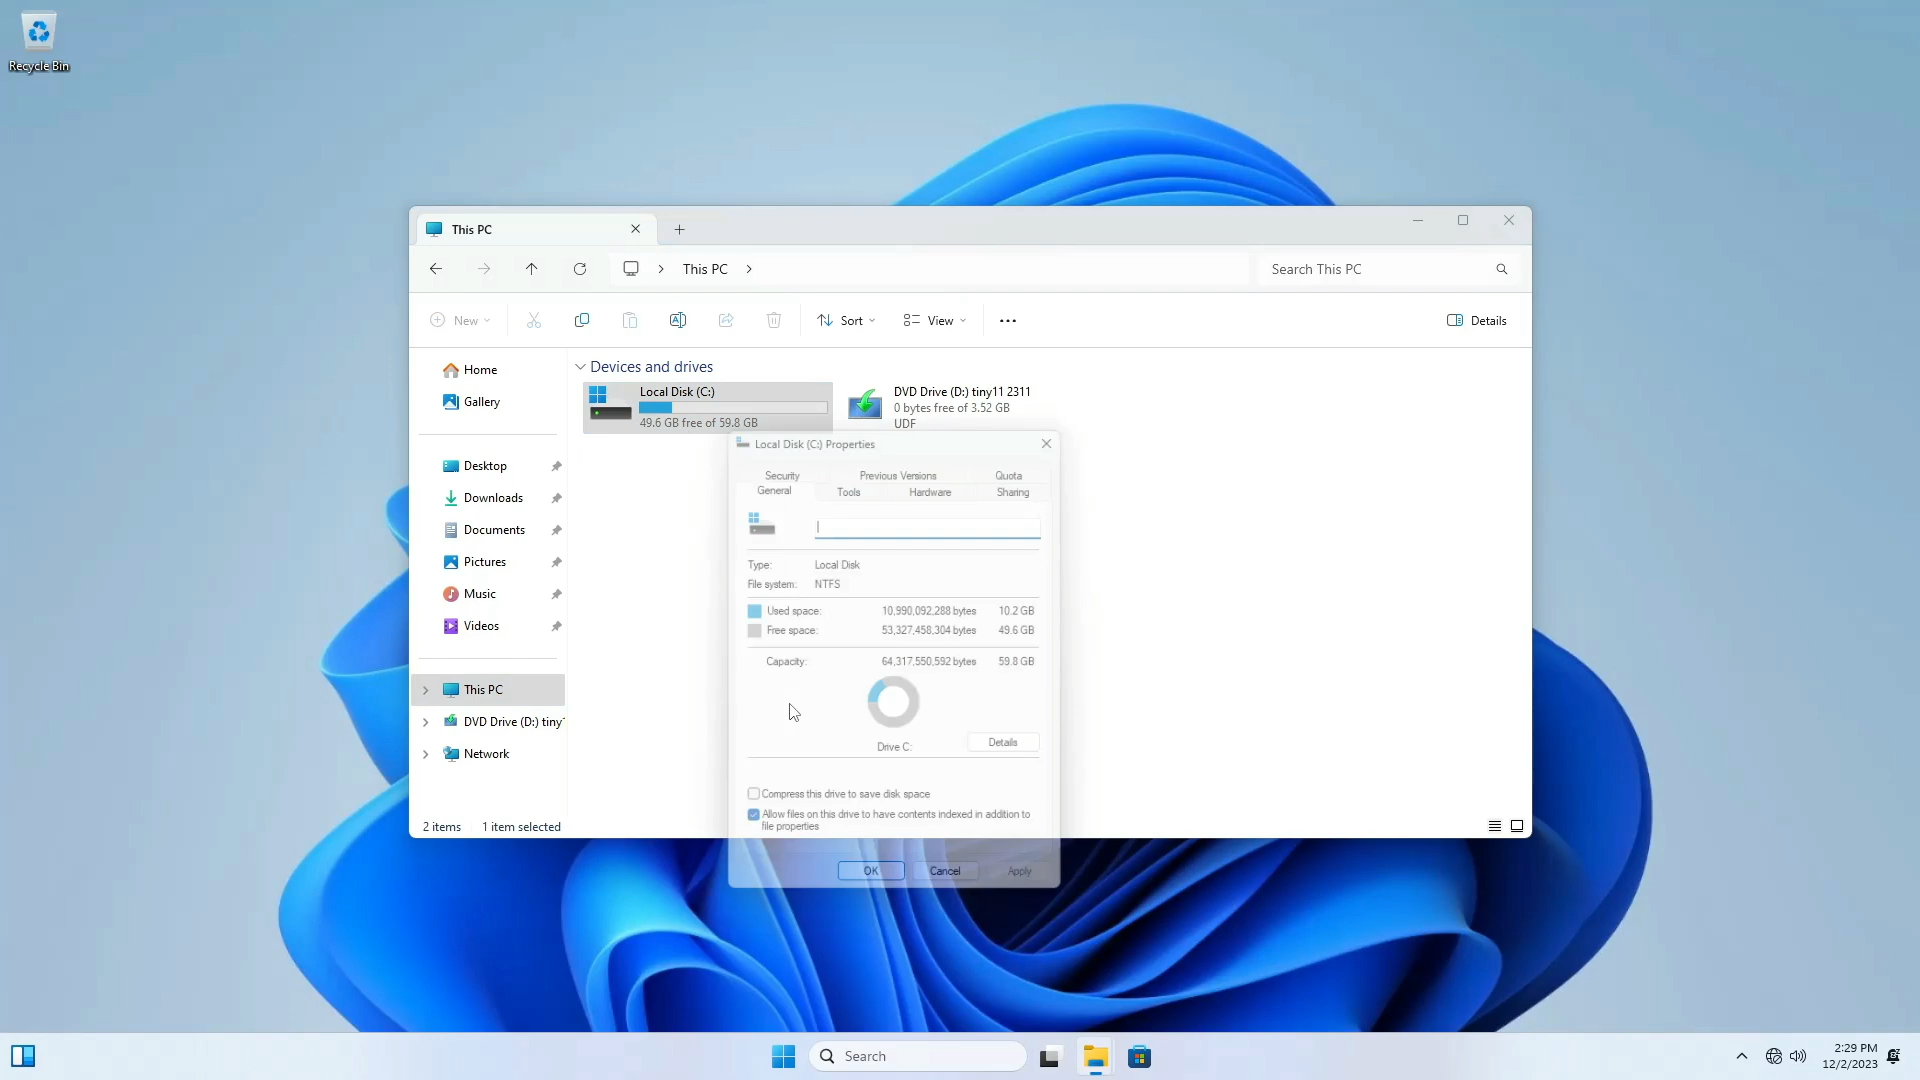 Recycle Bin
This PC
This PC
Search This PC
New
Sort
View
Details
Home
Gallery
Desktop
Downloads
Documents
Pictures
Music
Videos
This PC
DVD Drive (D:) tiny
Network
Devices and drives
Local Disk (C:)
49.6 GB free of 59.8 GB
DVD Drive (D:) tiny11 2311
0 bytes free of 3.52 GB
UDF
2 items
1 item selected
Local Disk (C:) Properties
Security Previous Versions Quota
General Tools Hardware Sharing
Type: Local Disk
File system: NTFS
Used space: 10,990,092,288 bytes 10.2 GB
Free space: 53,327,458,304 bytes 49.6 GB
Capacity: 64,317,550,592 bytes 59.8 GB
Drive C:
Details
Compress this drive to save disk space
Allow files on this drive to have contents indexed in addition to
file properties
OK Cancel Apply
Search
2:29 PM
12/2/2023